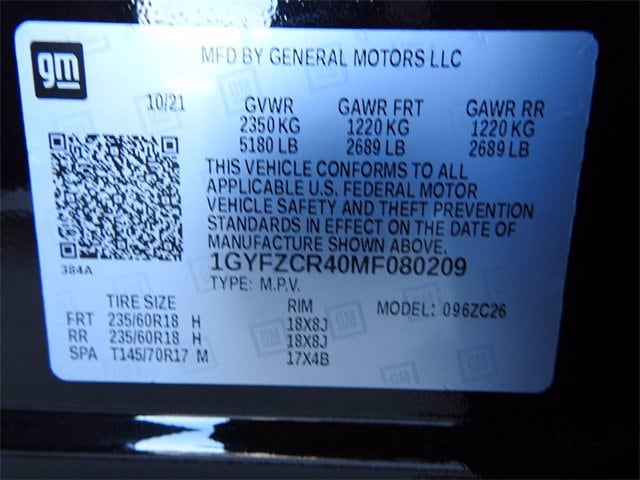 gm
MFD BY GENERAL MOTORS LLC
10/21 GVWR GAWR FRT GAWR RR
2350 KG 1220 KG 1220 KG
5180 LB 2689 LB 2689 LB
THIS VEHICLE CONFORMS TO ALL
APPLICABLE U.S. FEDERAL MOTOR
VEHICLE SAFETY AND THEFT PREVENTION
STANDARDS IN EFFECT ON THE DATE OF
MANUFACTURE SHOWN ABOVE.
384A
1GYFZCR40MF080209
TYPE: M.P.V.
TIRE SIZE RIM MODEL: 096ZC26
FRT 235/60R18 H 18X8J
RR 235/60R18 H 18X8J
SPA T145/70R17 M 17X4B